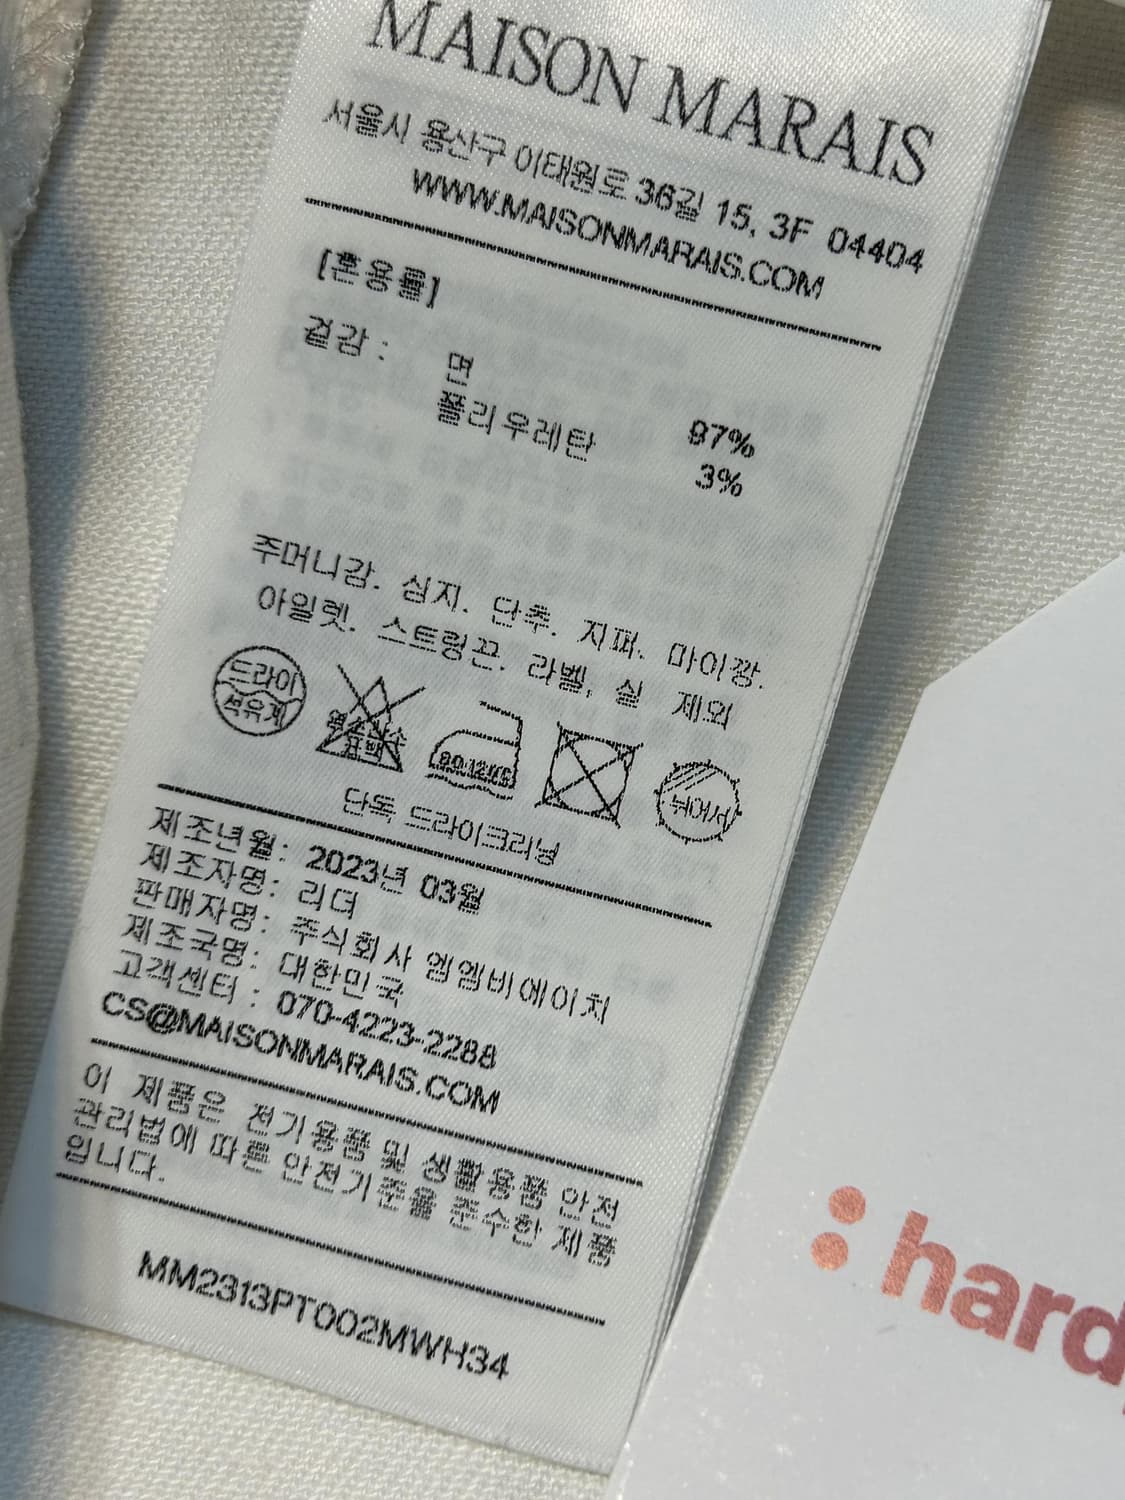 MAISON MARAIS
서울시 용산구 이태원로 36길 15, 3F 04404
WWW.MAISONMARAIS.COM
[혼용률]
겉감 : 면 97%
폴리우레탄 3%
주머니감. 심지. 단추. 지퍼. 마이깡.
아일렛. 스트링끈. 라벨, 실 제외
드라이
석유계
염소산소
표백
80-120℃
뉘어서
단독 드라이크리닝
제조년월: 2023년 03월
제조자명: 리더
판매자명: 주식회사 엠엠비에이치
제조국명: 대한민국
고객센터 : 070-4223-2288
CS@MAISONMARAIS.COM
이 제품은 전기용품 및 생활용품 안전
관리법에 따른 안전기준을 준수한 제품
입니다.
MM2313PT002MWH34
:hard